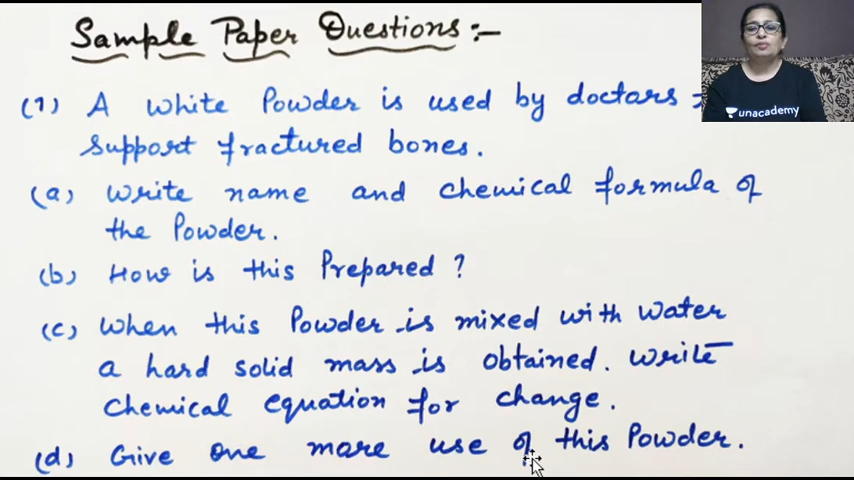 Sample Paper Questions :-
(1) A white Powder is used by doctars
unacademy
support fractured bones.
(a) Write name and chemical formula of
the Powder.
(b) How is this Prepared ?
(c) When this Powder is mixed with water
a hard solid mass is obtained. Write
chemical equation for change.
(d) Give one mare use of this Powder.